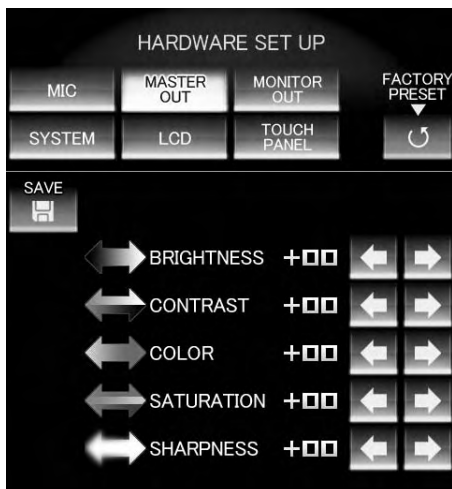 HARDWARE SET UP
MIC
MASTER
OUT
MONITOR
OUT
FACTORY
PRESET
SYSTEM
LCD
TOUCH
PANEL
SAVE
BRIGHTNESS +00
CONTRAST +00
COLOR +00
SATURATION +00
SHARPNESS +00